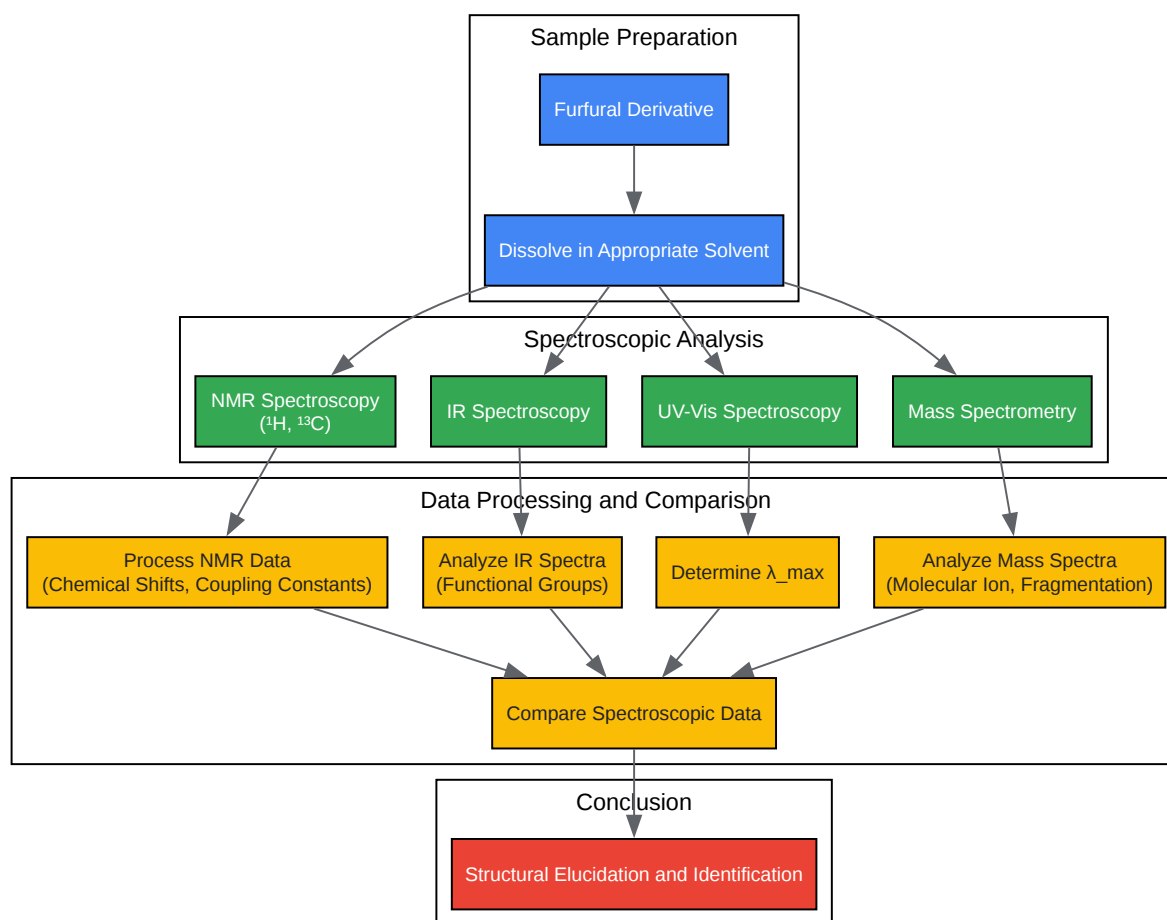 Sample Preparation
Furfural Derivative
Dissolve in Appropriate Solvent
Spectroscopic Analysis
NMR Spectroscopy
(¹H, ¹³C)
IR Spectroscopy
UV-Vis Spectroscopy
Mass Spectrometry
Data Processing and Comparison
Process NMR Data
(Chemical Shifts, Coupling Constants)
Analyze IR Spectra
(Functional Groups)
Determine λ_max
Analyze Mass Spectra
(Molecular Ion, Fragmentation)
Compare Spectroscopic Data
Conclusion
Structural Elucidation and Identification